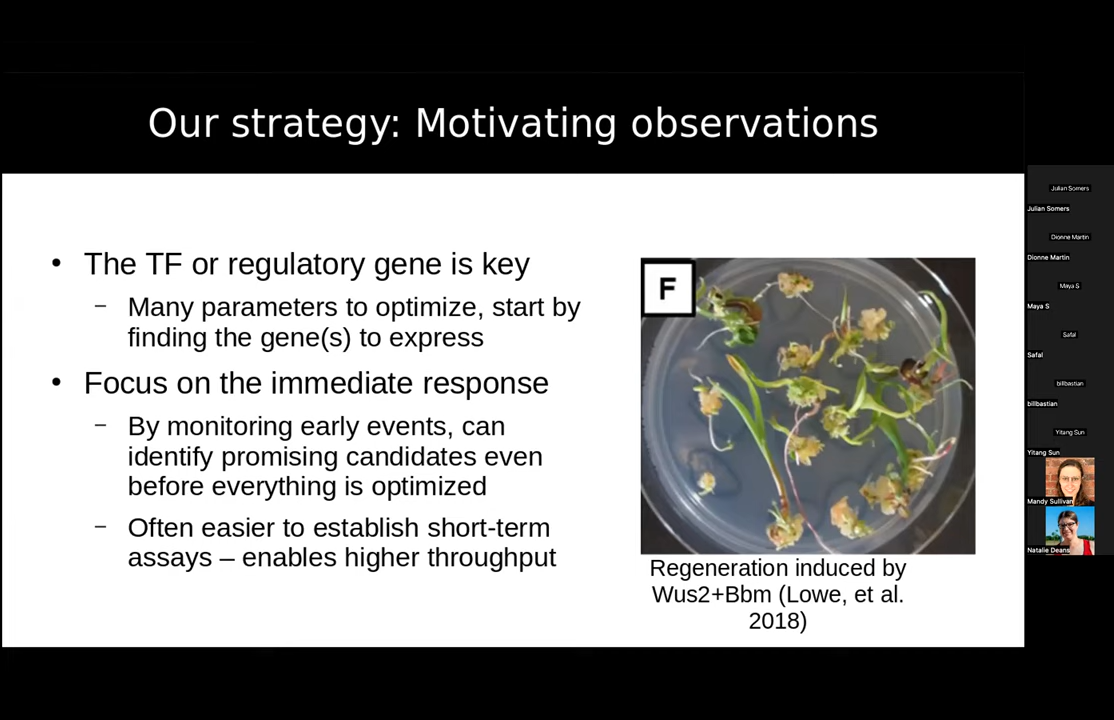 Our strategy: Motivating observations
• The TF or regulatory gene is key
– Many parameters to optimize, start by
finding the gene(s) to express
• Focus on the immediate response
– By monitoring early events, can
identify promising candidates even
before everything is optimized
– Often easier to establish short-term
assays – enables higher throughput
F
Regeneration induced by
Wus2+Bbm (Lowe, et al.
2018)
Julian Somers
Julian Somers
Dionne Martin
Dionne Martin
Maya S
Maya S
Safal
Safal
billbastian
billbastian
Yitang Sun
Yitang Sun
Mandy Sullivan
Natalie Deans